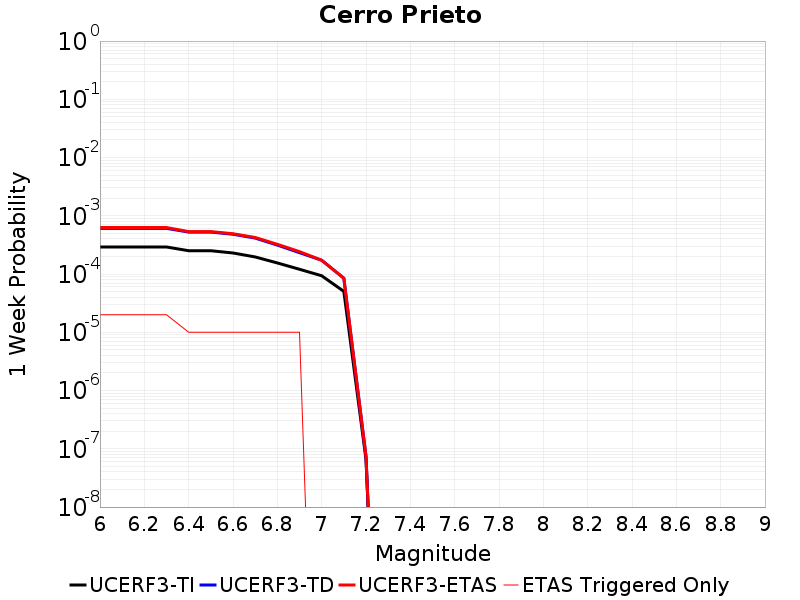 Cerro Prieto
1 Week Probability
10^0
10^-1
10^-2
10^-3
10^-4
10^-5
10^-6
10^-7
10^-8
6 6.2 6.4 6.6 6.8 7 7.2 7.4 7.6 7.8 8 8.2 8.4 8.6 8.8 9
Magnitude
UCERF3-TI UCERF3-TD UCERF3-ETAS ETAS Triggered Only